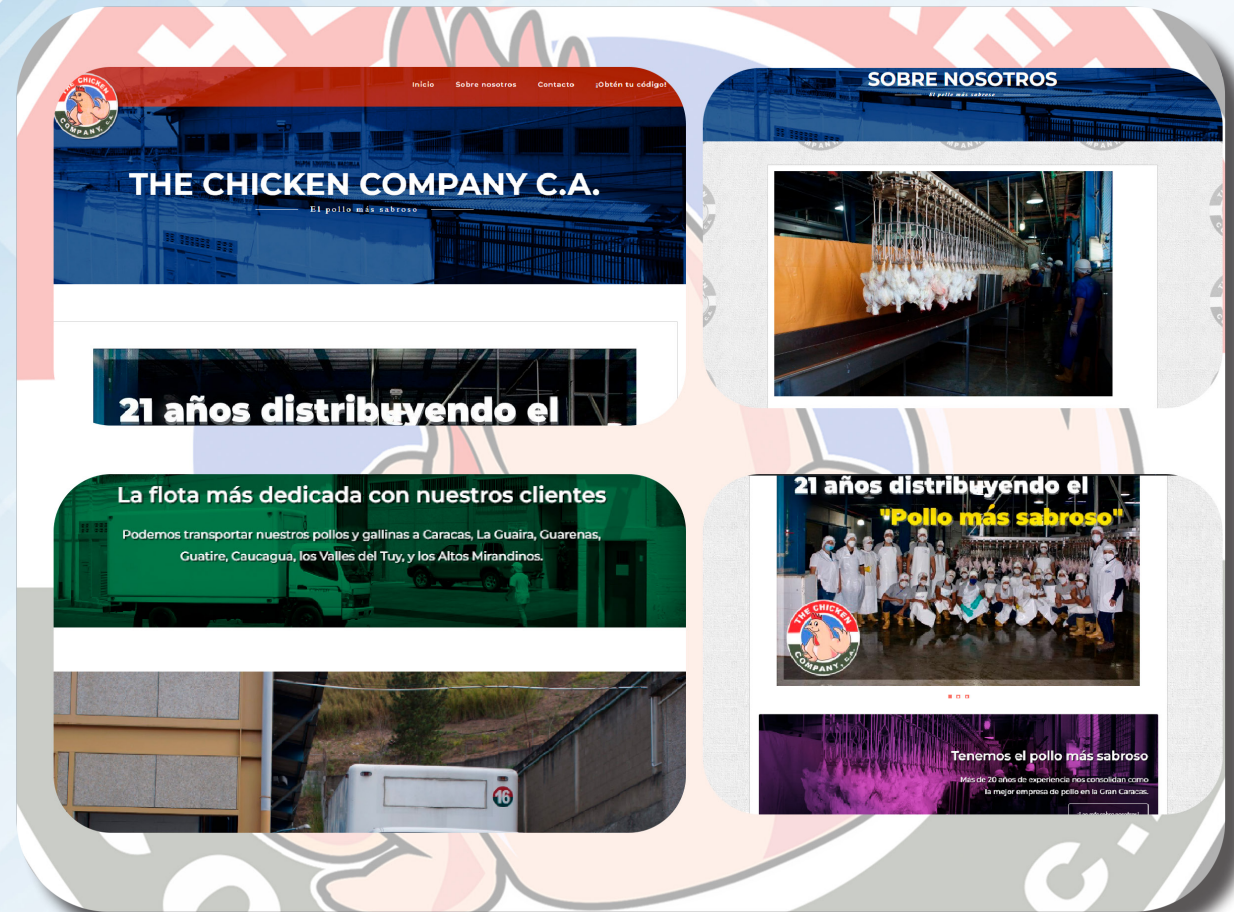 THE CHICKEN
COMPANY, C.A.
Inicio Sobre nosotros Contacto ¡Obtén tu código!
THE CHICKEN COMPANY C.A.
El pollo más sabroso
21 años distribuyendo el
SOBRE NOSOTROS
El pollo más sabroso
La flota más dedicada con nuestros clientes
Podemos transportar nuestros pollos y gallinas a Caracas, La Guaira, Guarenas,
Guatire, Caucagua, los Valles del Tuy, y los Altos Mirandinos.
16
21 años distribuyendo el
"Pollo más sabroso"
THE CHICKEN
COMPANY, C.A.
Tenemos el pollo más sabroso
Más de 20 años de experiencia nos consolidan como
la mejor empresa de pollo en la Gran Caracas.